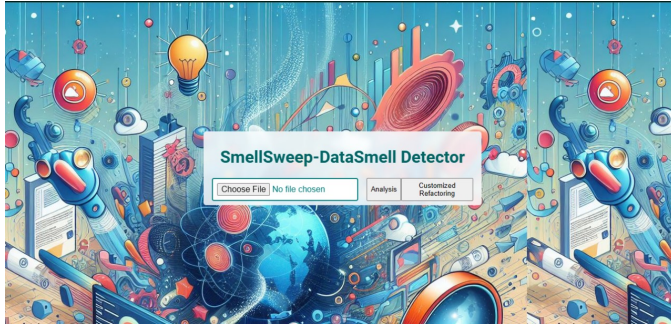 SmellSweep-DataSmell Detector
Choose File No file chosen
Analysis
Customized
Refactoring